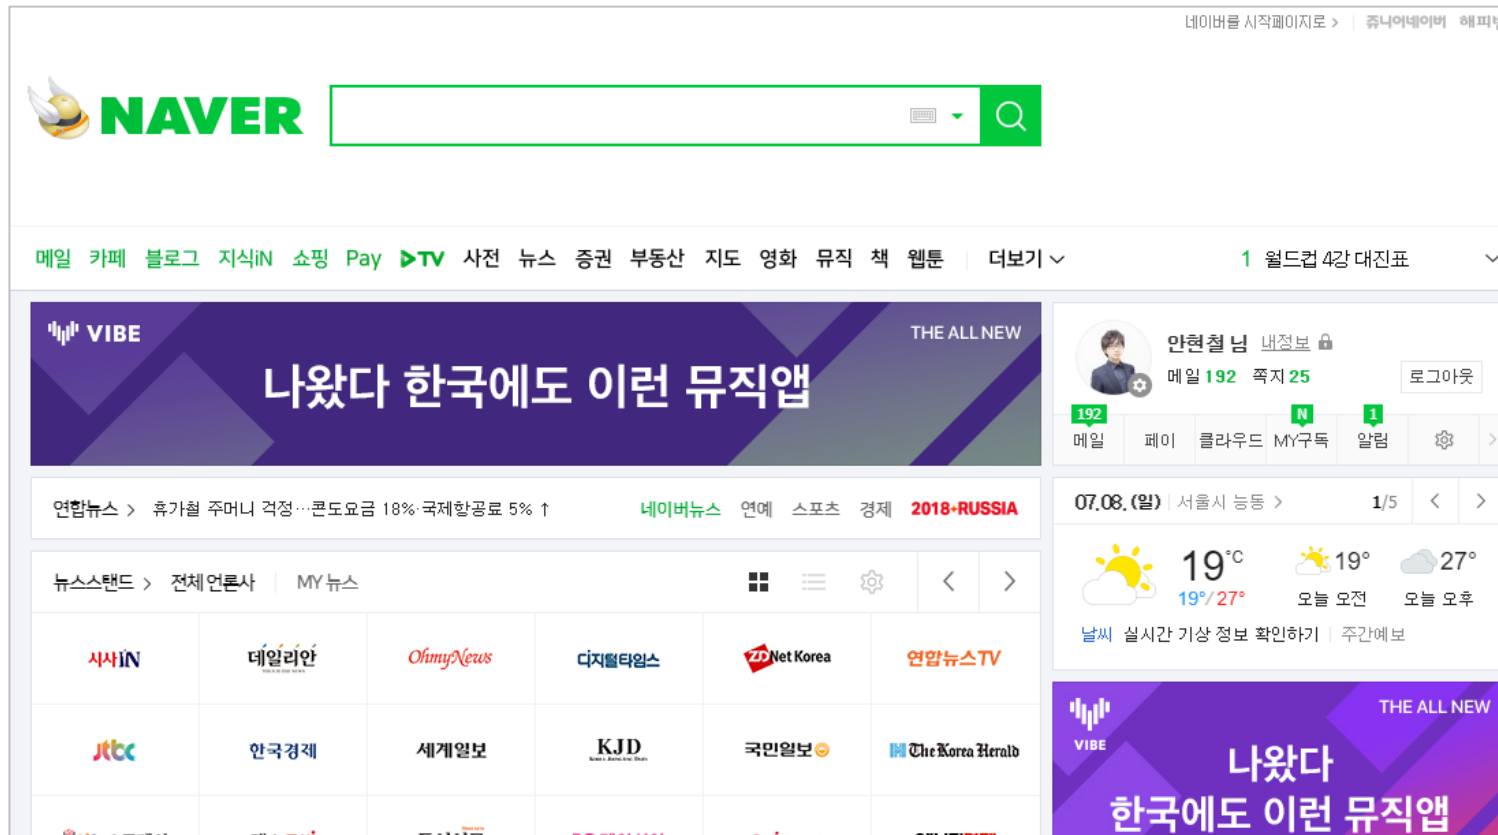 네이버를 시작페이지로 > 쥬니어네이버 해피
NAVER
메일 카페 블로그 지식iN 쇼핑 Pay TV 사전 뉴스 증권 부동산 지도 영화 뮤직 책 웹툰 더보기
1 월드컵 4강 대진표
VIBE
THE ALL NEW
나왔다 한국에도 이런 뮤직앱
안현철 님 내정보
메일 192 쪽지 25
로그아웃
192 N 1
메일 페이 클라우드 MY구독 알림
연합뉴스 > 휴가철 주머니 걱정…콘도요금 18%·국제항공료 5% ↑
네이버뉴스 연예 스포츠 경제 2018•RUSSIA
07.08.(일) 서울시 능동 > 1/5
19°C
19°/27°
19° 27°
오늘 오전 오늘 오후
날씨 실시간 기상 정보 확인하기 주간예보
뉴스스탠드 > 전체 언론사 MY 뉴스
시사IN 데일리안 OhmyNews 디지털타임스 ZDNet Korea 연합뉴스TV
jtbc 한국경제 세계일보 KJD 국민일보 The Korea Herald
VIBE
THE ALL NEW
나왔다
한국에도 이런 뮤직앱